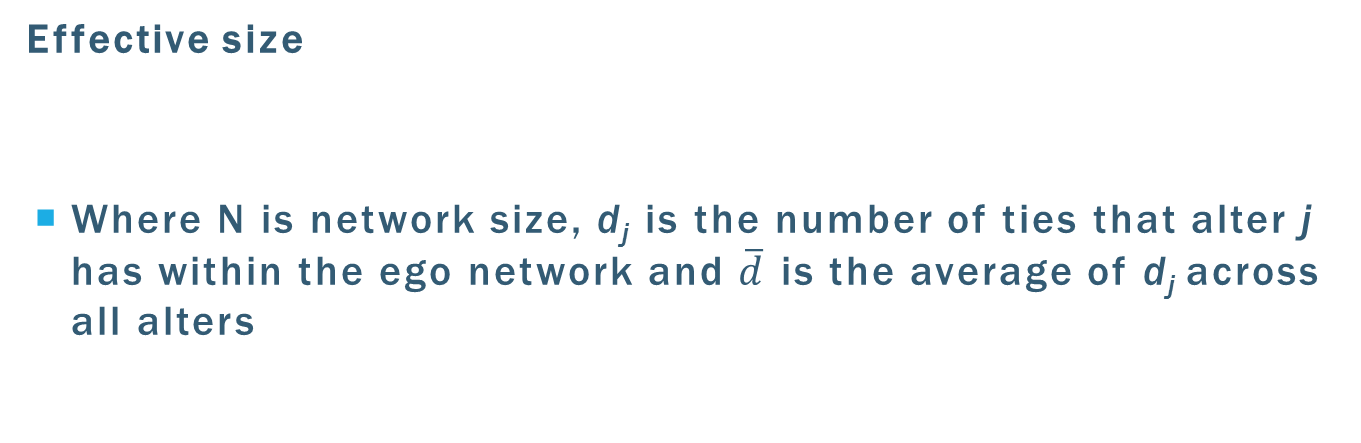 Effective size
Where N is network size, dⱼ is the number of ties that alter j
has within the ego network and d̅ is the average of dⱼ across
all alters